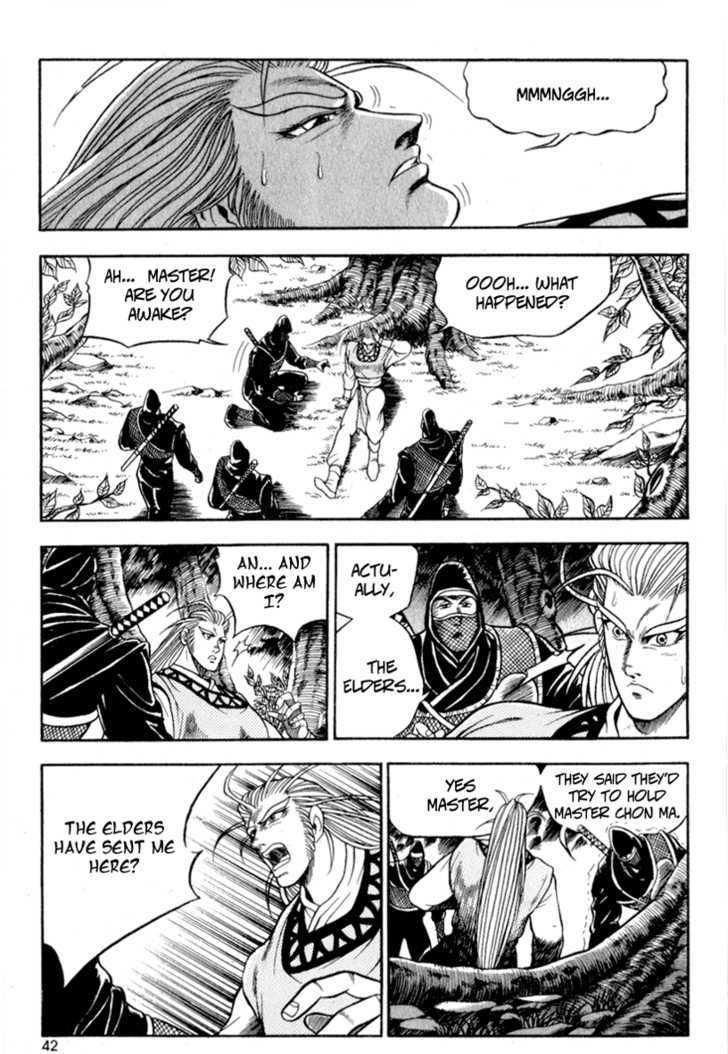 MMMNGGH...
AH... MASTER!
ARE YOU
AWAKE?
OOOH... WHAT
HAPPENED?
AN... AND
WHERE AM
I?
ACTU-
ALLY,
THE
ELDERS...
THE ELDERS
HAVE SENT ME
HERE?
YES
MASTER,
THEY SAID THEY'D
TRY TO HOLD
MASTER CHON MA.
42